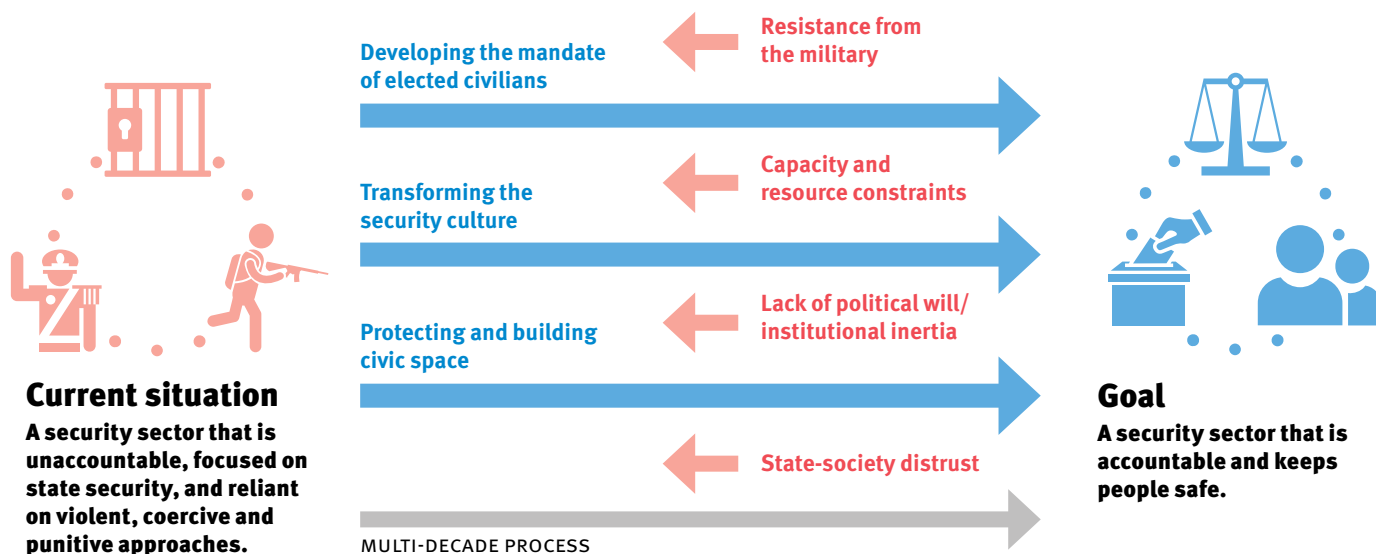 Resistance from
the military
Developing the mandate
of elected civilians
Capacity and
resource constraints
Transforming the
security culture
Lack of political will/
institutional inertia
Protecting and building
civic space
Current situation
A security sector that is
unaccountable, focused on
state security, and reliant
on violent, coercive and
punitive approaches.
State-society distrust
MULTI-DECADE PROCESS
Goal
A security sector that is
accountable and keeps
people safe.